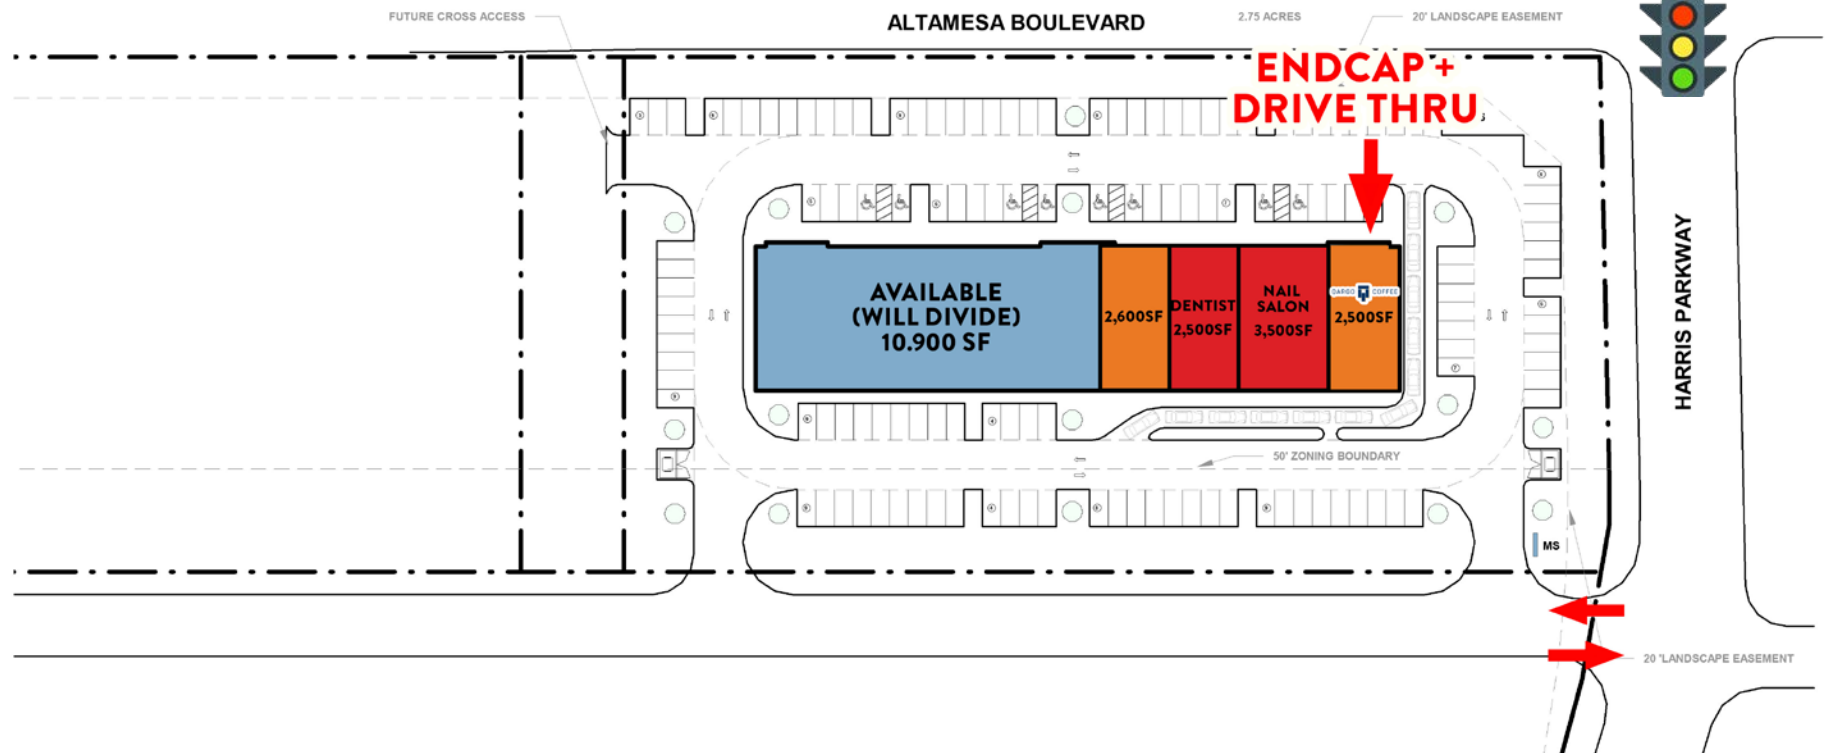 FUTURE CROSS ACCESS
ALTAMESA BOULEVARD
2.75 ACRES
20' LANDSCAPE EASEMENT
ENDCAP +
DRIVE THRU
HARRIS PARKWAY
AVAILABLE
(WILL DIVIDE)
10.900 SF
2,600SF
DENTIST
2,500SF
NAIL
SALON
3,500SF
COFFEE
2,500SF
50' ZONING BOUNDARY
MS
20 'LANDSCAPE EASEMENT